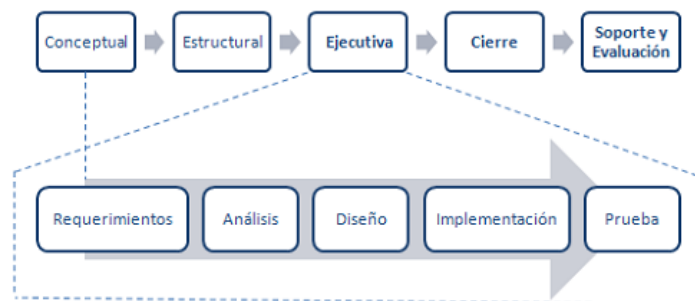 Conceptual
Estructural
Ejecutiva
Cierre
Soporte y
Evaluación
Requerimientos
Análisis
Diseño
Implementación
Prueba